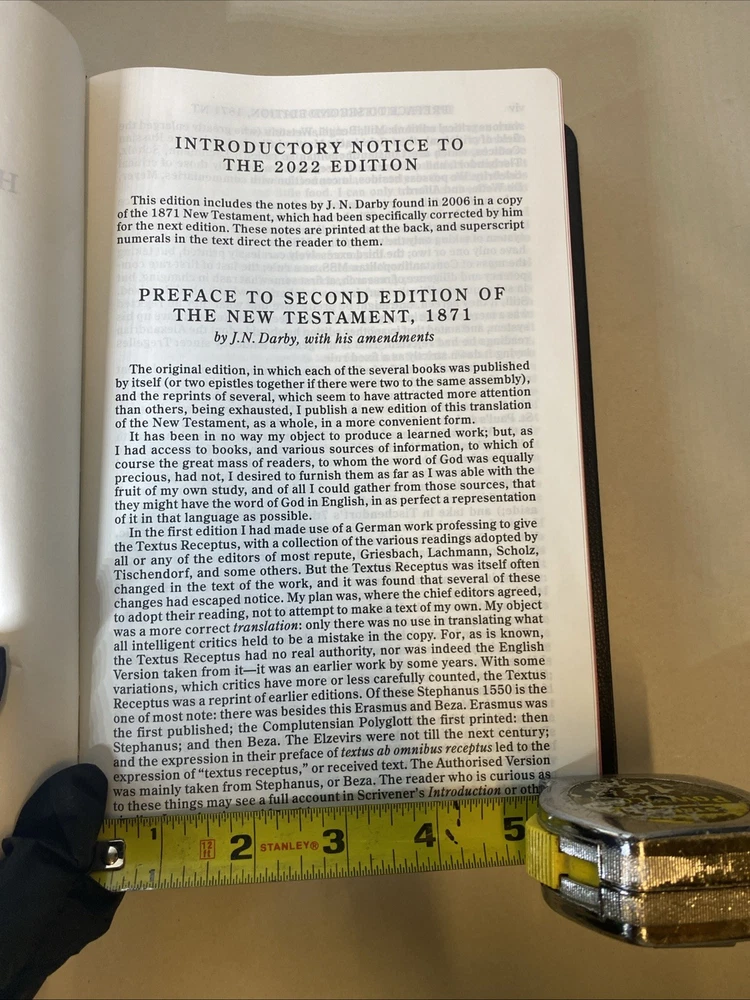 INTRODUCTORY NOTICE TO
THE 2022 EDITION
This edition includes the notes by J. N. Darby found in 2006 in a copy
of the 1871 New Testament, which had been specifically corrected by him
for the next edition. These notes are printed at the back, and superscript
numerals in the text direct the reader to them.
PREFACE TO SECOND EDITION OF
THE NEW TESTAMENT, 1871
by J.N. Darby, with his amendments
The original edition, in which each of the several books was published
by itself (or two epistles together if there were two to the same assembly),
and the reprints of several, which seem to have attracted more attention
than others, being exhausted, I publish a new edition of this translation
of the New Testament, as a whole, in a more convenient form.
It has been in no way my object to produce a learned work; but, as
I had access to books, and various sources of information, to which of
course the great mass of readers, to whom the word of God was equally
precious, had not, I desired to furnish them as far as I was able with the
fruit of my own study, and of all I could gather from those sources, that
they might have the word of God in English, in as perfect a representation
of it in that language as possible.
In the first edition I had made use of a German work professing to give
the Textus Receptus, with a collection of the various readings adopted by
all or any of the editors of most repute, Griesbach, Lachmann, Scholz,
Tischendorf, and some others. But the Textus Receptus was itself often
changed in the text of the work, and it was found that several of these
changes had escaped notice. My plan was, where the chief editors agreed,
to adopt their reading, not to attempt to make a text of my own. My object
was a more correct translation: only there was no use in translating what
all intelligent critics held to be a mistake in the copy. For, as is known,
the Textus Receptus had no real authority, nor was indeed the English
Version taken from it—it was an earlier work by some years. With some
variations, which critics have more or less carefully counted, the Textus
Receptus was a reprint of earlier editions. Of these Stephanus 1550 is the
one of most note: there was besides this Erasmus and Beza. Erasmus was
the first published; the Complutensian Polyglott the first printed: then
Stephanus; and then Beza. The Elzevirs were not till the next century;
and the expression in their preface of textus ab omnibus receptus led to the
expression of “textus receptus,” or received text. The Authorised Version
was mainly taken from Stephanus, or Beza. The reader who is curious as
to these things may see a full account in Scrivener's Introduction or
1 12 ft 2 STANLEY® 3 4 5
1